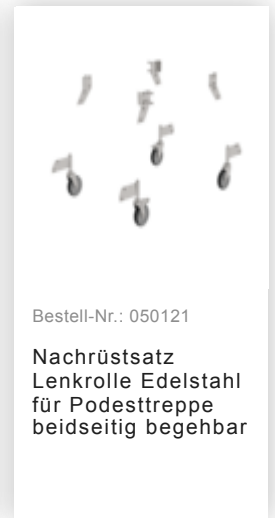 Bestell-Nr.: 050121
Nachrüstsatz
Lenkrolle Edelstahl
für Podesttreppe
beidseitig begehbar